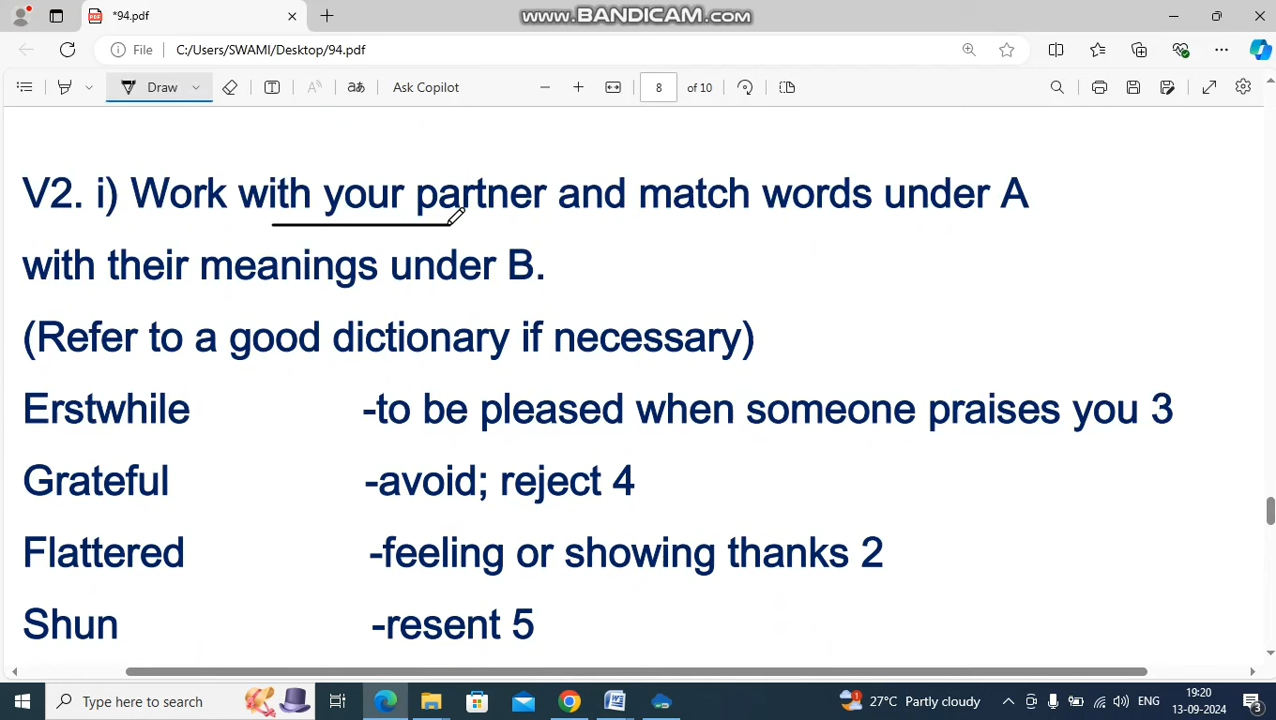 www.BANDICAM.com
*94.pdf
File C:/Users/SWAMI/Desktop/94.pdf
Draw Ask Copilot 8 of 10
V2. i) Work with your partner and match words under A
with their meanings under B.
(Refer to a good dictionary if necessary)
Erstwhile -to be pleased when someone praises you 3
Grateful -avoid; reject 4
Flattered -feeling or showing thanks 2
Shun -resent 5
Type here to search 27°C Partly cloudy ENG 19:20
13-09-2024